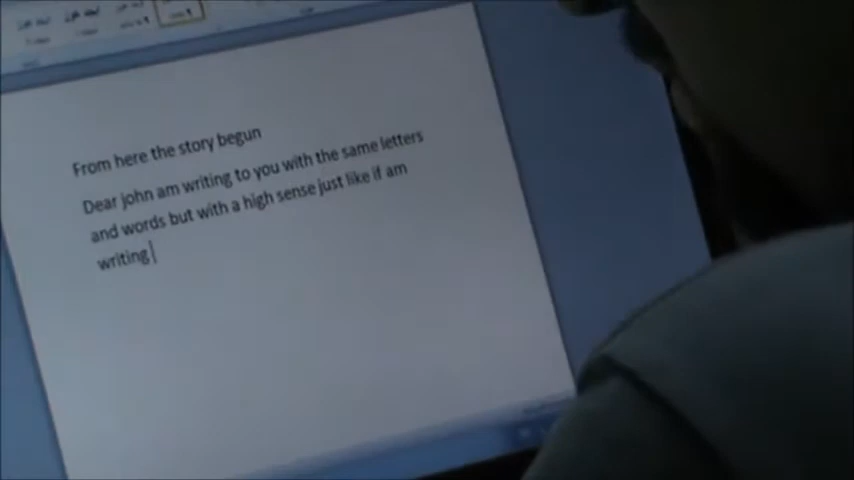 From here the story begun
Dear john am writing to you with the same letters
and words but with a high sense just like if am
writing